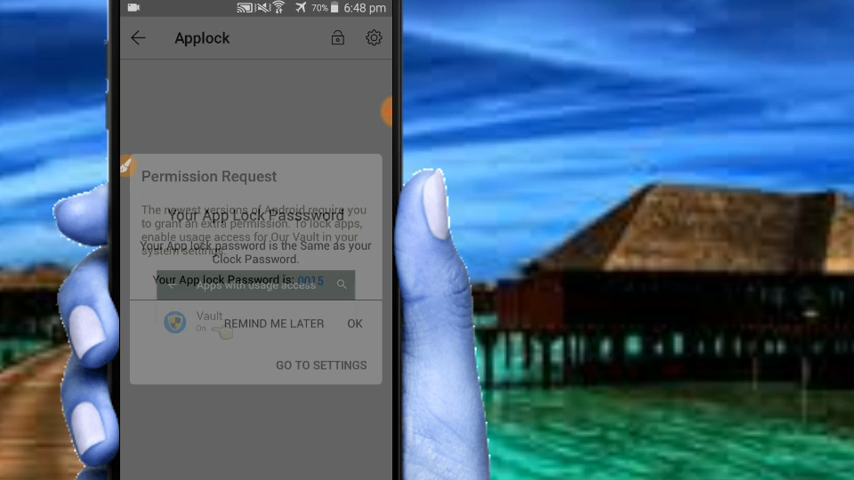 70% 6:48 pm
Applock
Permission Request
The newest versions of Android require you
to grant an extra permission. To lock apps,
enable usage access for Our Vault in your
system settings.
Your App Lock Passsword
Your App lock password is the Same as your
Clock Password.
Your App lock Password is: 0015
Apps with usage access
Vault
On
REMIND ME LATER OK
GO TO SETTINGS